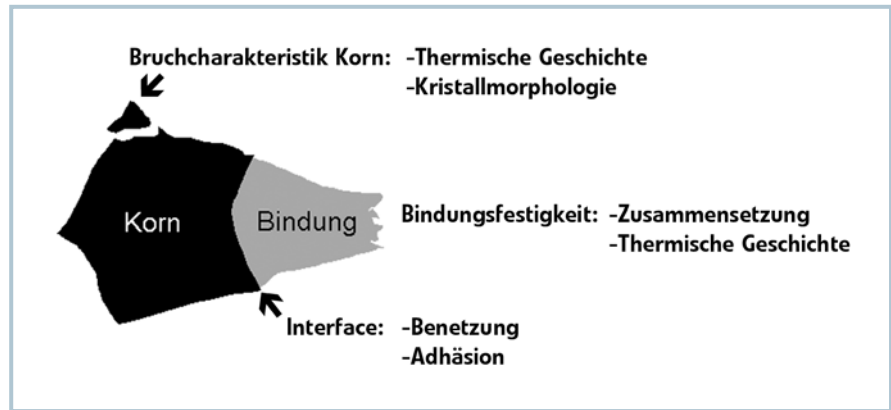 Bruchcharakteristik Korn: -Thermische Geschichte
-Kristallmorphologie
Korn
Bindung
Bindungsfestigkeit: -Zusammensetzung
-Thermische Geschichte
Interface: -Benetzung
-Adhäsion